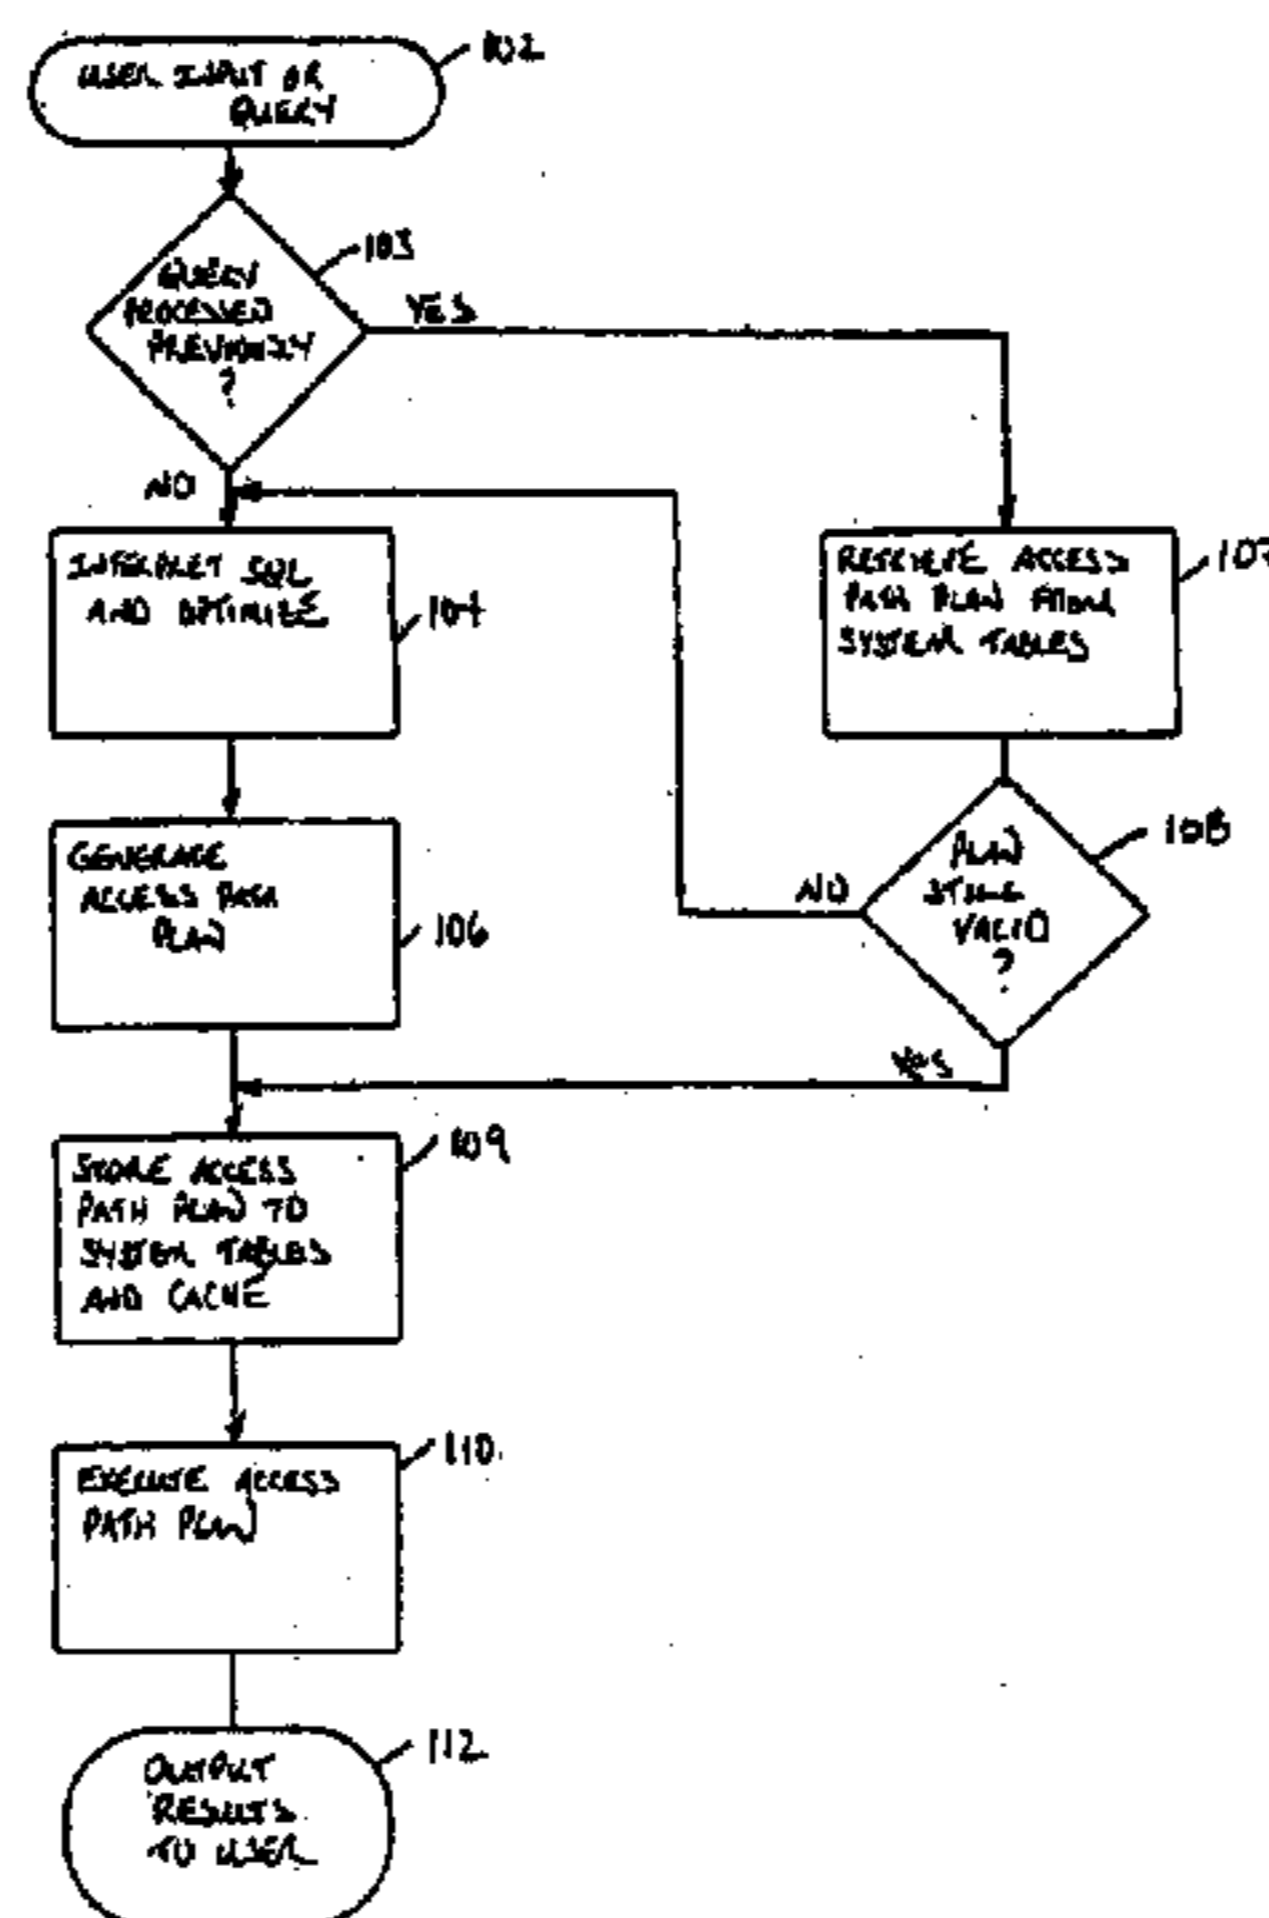 102
USER INPUT OR
QUERY
103
QUERY
PROCESSED
PREVIOUSLY
?
YES
NO
INTERPRET SQL
AND OPTIMIZE
104
RETRIEVE ACCESS
PATH PLAN FROM
SYSTEM TABLES
107
GENERATE
ACCESS PATH
PLAN
106
PLAN
STILL
VALID
?
108
NO
YES
STORE ACCESS
PATH PLAN TO
SYSTEM TABLES
AND CACHE
109
EXECUTE ACCESS
PATH PLAN
110
OUTPUT
RESULTS
TO USER
112